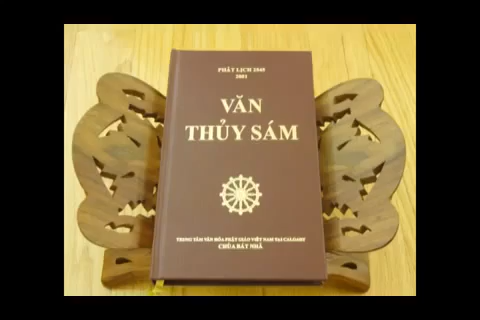 PHẬT LỊCH 2545
2001
VĂN
THỦY SÁM
TRUNG TÂM VĂN HÓA PHẬT GIÁO VIỆT NAM TẠI CALGARY
CHÙA BÁT NHÃ